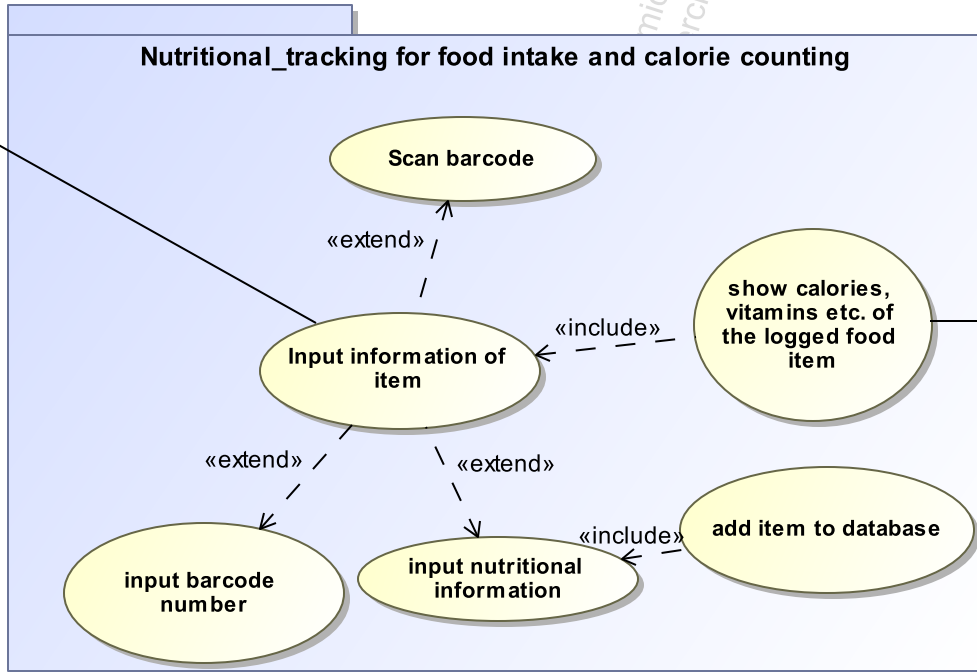 Nutritional_tracking for food intake and calorie counting
Scan barcode
«extend»
show calories,
vitamins etc. of
the logged food
item
«include»
Input information of
item
«extend»
«extend»
add item to database
«include»
input nutritional
information
input barcode
number